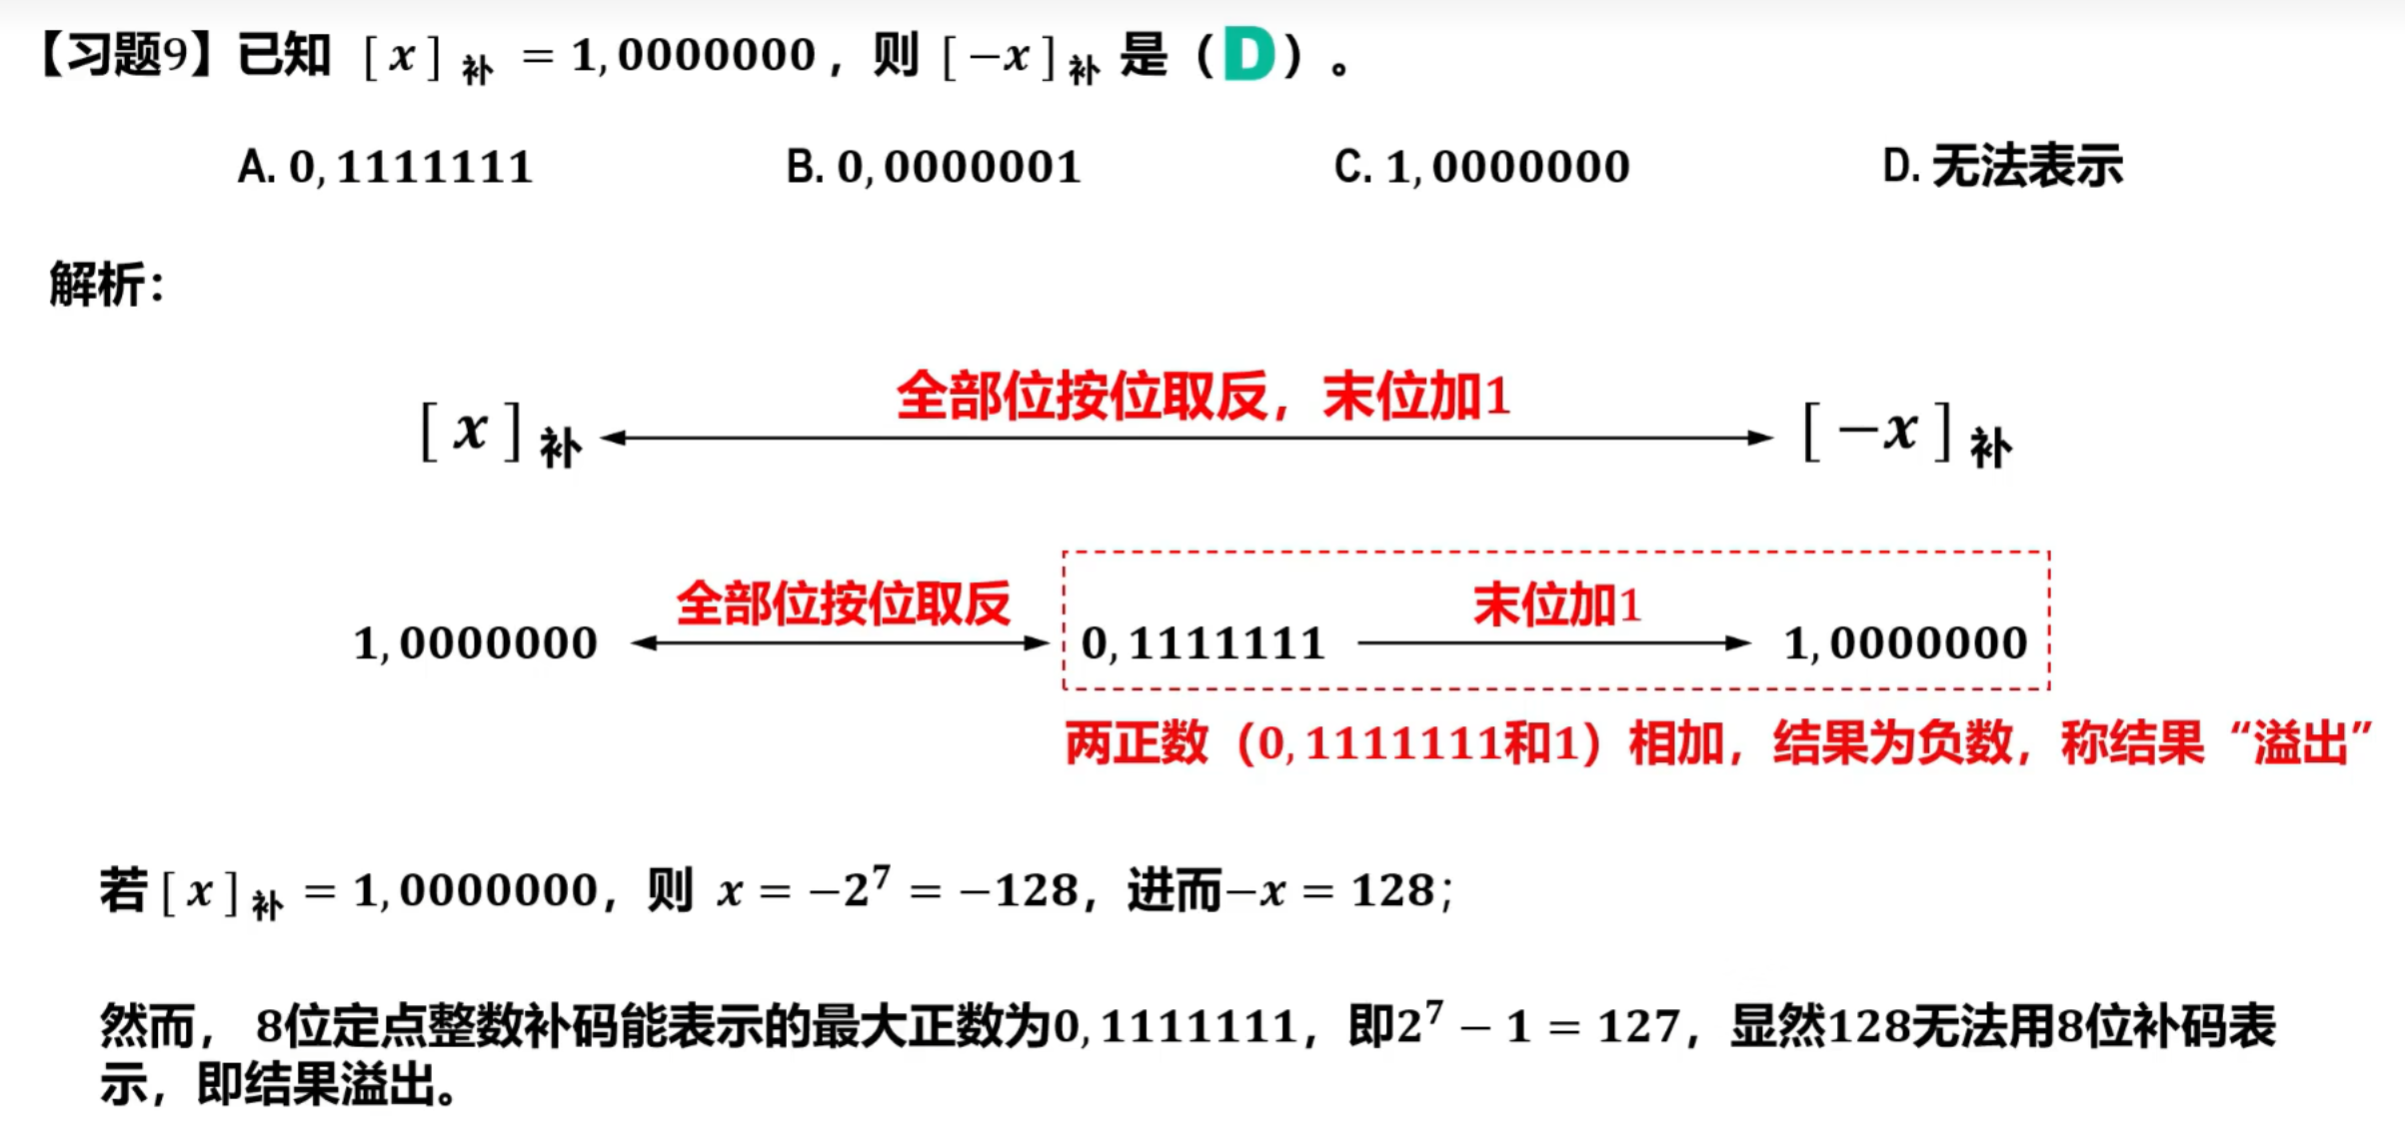 【习题9】已知 [x]补 = 1,0000000，则 [−x]补 是（D）。
A. 0,1111111 B. 0,0000001 C. 1,0000000 D. 无法表示
解析：
全部位按位取反，末位加1
[x]补 [−x]补
全部位按位取反 末位加1
1,0000000 0,1111111 1,0000000
两正数（0,1111111和1）相加，结果为负数，称结果“溢出”
若[x]补 = 1,0000000，则 x = −2⁷ = −128，进而−x = 128；
然而， 8位定点整数补码能表示的最大正数为0,1111111，即2⁷ − 1 = 127，显然128无法用8位补码表
示，即结果溢出。